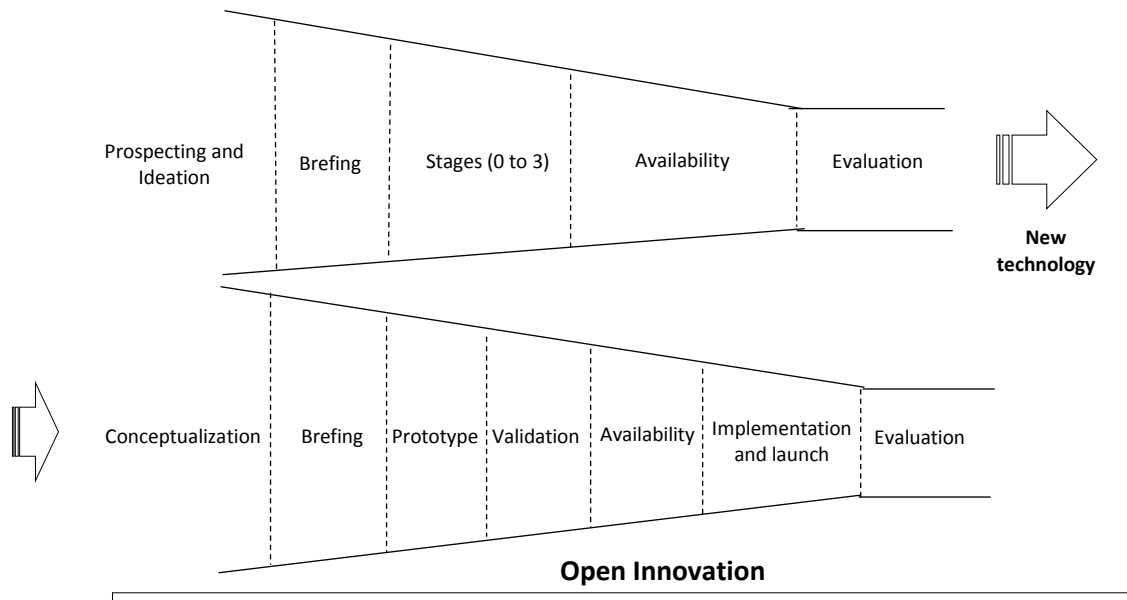 Prospecting and
Ideation
Brefing
Stages (0 to 3)
Availability
Evaluation
New
technology
Conceptualization
Brefing
Prototype
Validation
Availability
Implementation
and launch
Evaluation
Open Innovation